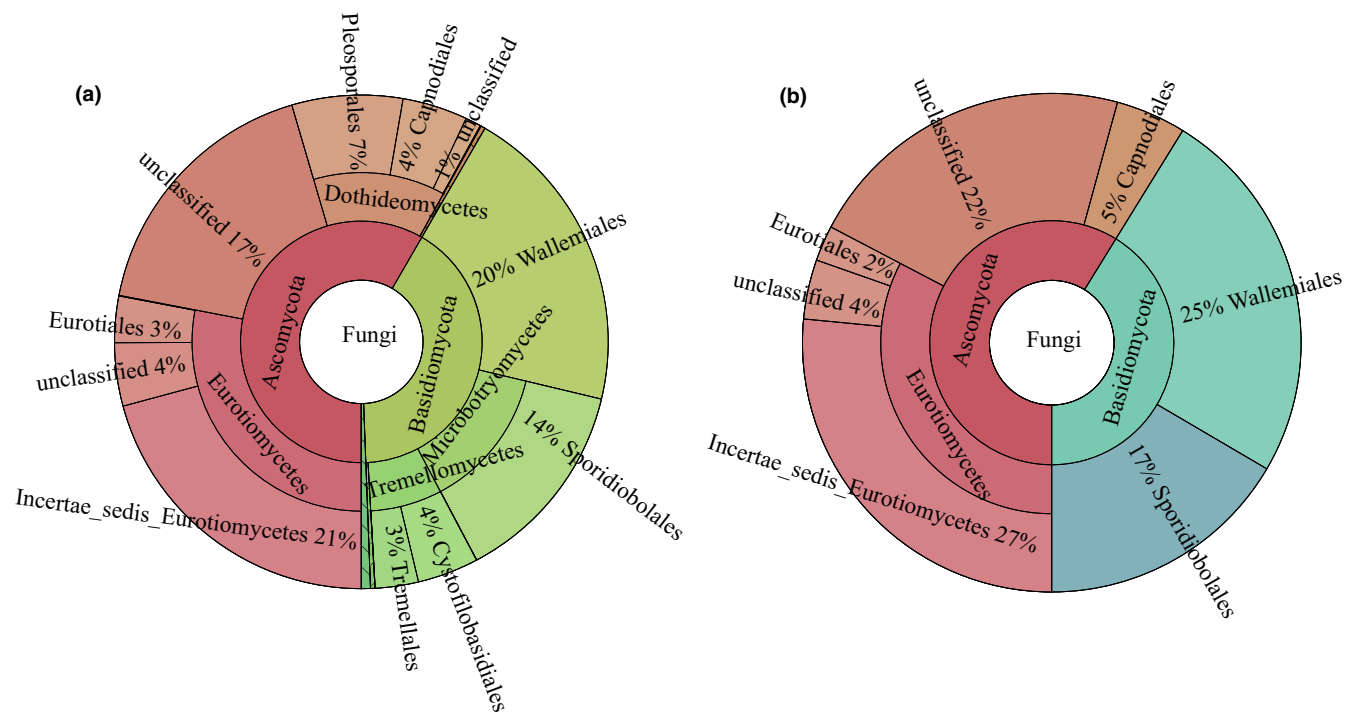 (a)
Pleosporales 7%
4% Capnodiales
1% unclassified
unclassified 17%
Dothideomycetes
20% Wallemiales
Ascomycota
Fungi
Basidiomycota
Microbotryomycetes
Eurotiales 3%
unclassified 4%
Eurotiomycetes
Tremellomycetes
14% Sporidiobolales
Incertae_sedis_Eurotiomycetes 21%
3% Tremellales
4% Cystofilobasidiales
(b)
unclassified 22%
5% Capnodiales
Eurotiales 2%
unclassified 4%
Ascomycota
Fungi
Basidiomycota
25% Wallemiales
Eurotiomycetes
Incertae_sedis_Eurotiomycetes 27%
17% Sporidiobolales